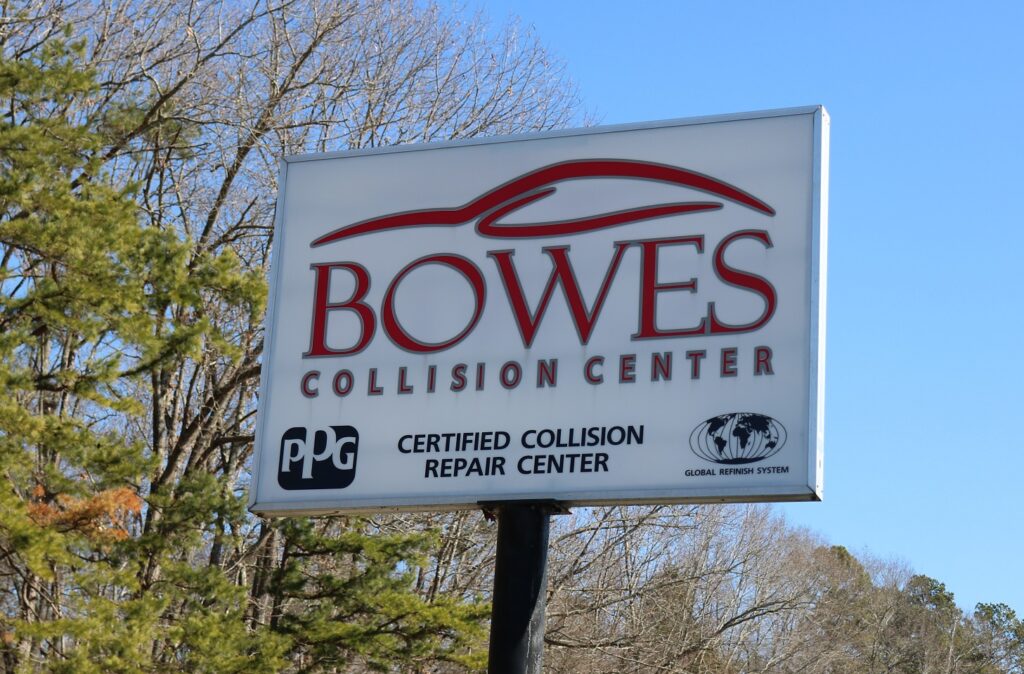 BOWES
COLLISION CENTER
PPG
CERTIFIED COLLISION
REPAIR CENTER
GLOBAL REFINISH SYSTEM